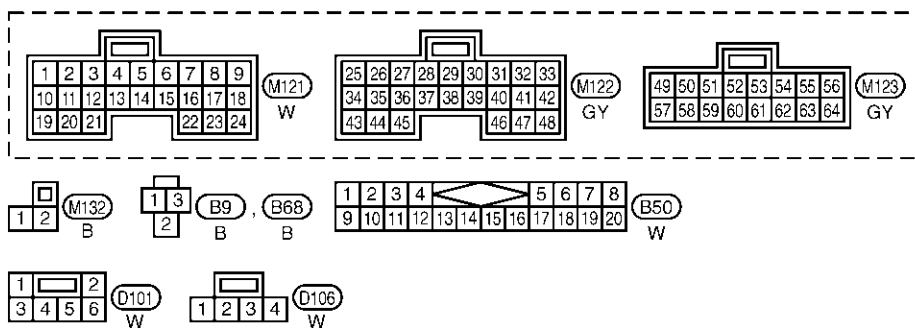 1 2 3 4 5 6 7 8 9
10 11 12 13 14 15 16 17 18
19 20 21 22 23 24
M121
W
25 26 27 28 29 30 31 32 33
34 35 36 37 38 39 40 41 42
43 44 45 46 47 48
M122
GY
49 50 51 52 53 54 55 56
57 58 59 60 61 62 63 64
M123
GY
1 2
M132
B
1 3
2
B9 , B68
B B
1 2 3 4 5 6 7 8
9 10 11 12 13 14 15 16 17 18 19 20
B50
W
1 2
3 4 5 6
D101
W
1 2 3 4
D106
W